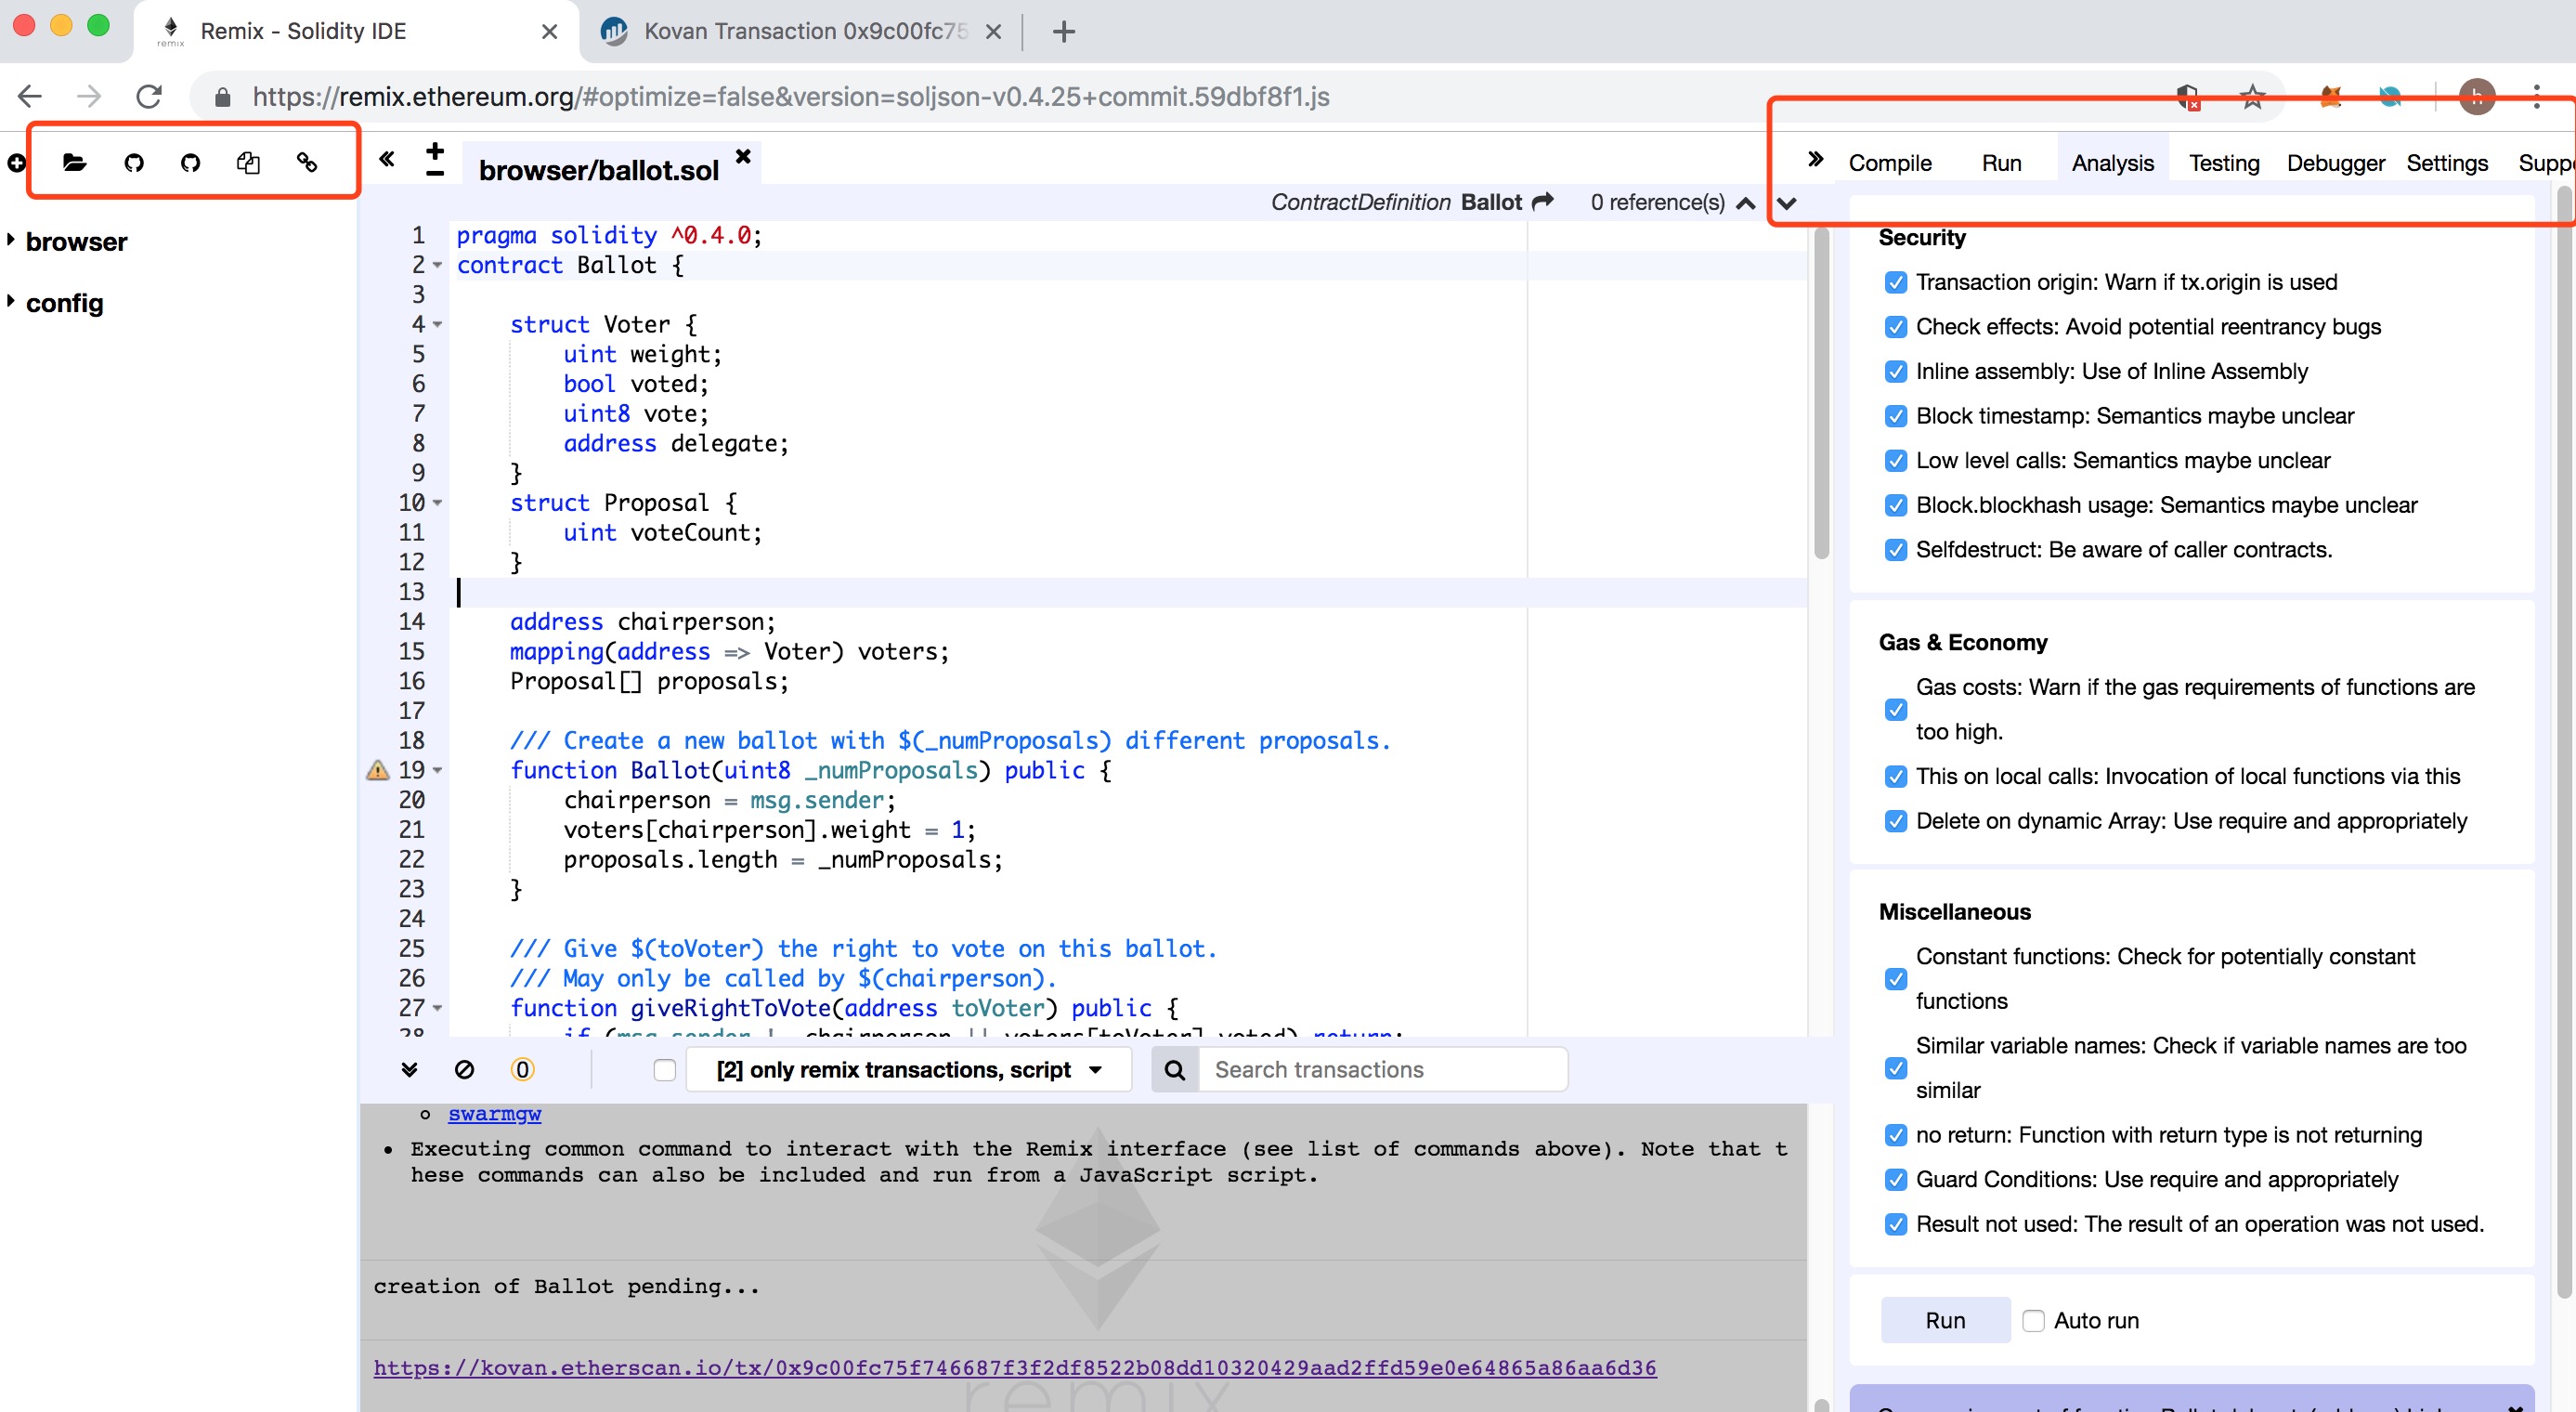 Remix - Solidity IDE
Kovan Transaction 0x9c00fc75
remix
https://remix.ethereum.org/#optimize=false&version=soljson-v0.4.25+commit.59dbf8f1.js
h
browser/ballot.sol
Compile Run Analysis Testing Debugger Settings Suppo
ContractDefinition Ballot 0 reference(s)
browser
config
1 pragma solidity ^0.4.0;
2 contract Ballot {
3
4 struct Voter {
5 uint weight;
6 bool voted;
7 uint8 vote;
8 address delegate;
9 }
10 struct Proposal {
11 uint voteCount;
12 }
13
14 address chairperson;
15 mapping(address => Voter) voters;
16 Proposal[] proposals;
17
18 /// Create a new ballot with $(_numProposals) different proposals.
19 function Ballot(uint8 _numProposals) public {
20 chairperson = msg.sender;
21 voters[chairperson].weight = 1;
22 proposals.length = _numProposals;
23 }
24
25 /// Give $(toVoter) the right to vote on this ballot.
26 /// May only be called by $(chairperson).
27 function giveRightToVote(address toVoter) public {
28 if (msg.sender != chairperson || voters[toVoter].voted) return;
0
[2] only remix transactions, script
Search transactions
swarmgw
Executing common command to interact with the Remix interface (see list of commands above). Note that t
hese commands can also be included and run from a JavaScript script.
creation of Ballot pending...
https://kovan.etherscan.io/tx/0x9c00fc75f746687f3f2df8522b08dd10320429aad2ffd59e0e64865a86aa6d36
remix
Security
Transaction origin: Warn if tx.origin is used
Check effects: Avoid potential reentrancy bugs
Inline assembly: Use of Inline Assembly
Block timestamp: Semantics maybe unclear
Low level calls: Semantics maybe unclear
Block.blockhash usage: Semantics maybe unclear
Selfdestruct: Be aware of caller contracts.
Gas & Economy
Gas costs: Warn if the gas requirements of functions are
too high.
This on local calls: Invocation of local functions via this
Delete on dynamic Array: Use require and appropriately
Miscellaneous
Constant functions: Check for potentially constant
functions
Similar variable names: Check if variable names are too
similar
no return: Function with return type is not returning
Guard Conditions: Use require and appropriately
Result not used: The result of an operation was not used.
Run Auto run